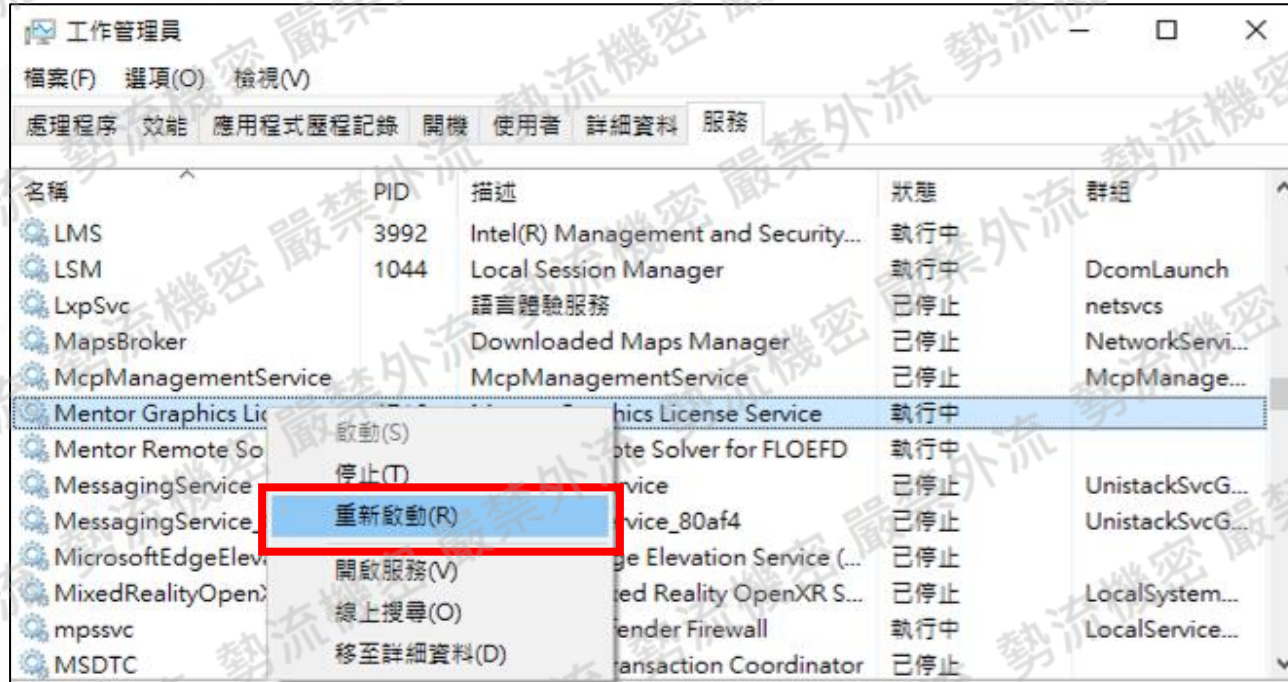 工作管理員
檔案(F) 選項(O) 檢視(V)
處理程序 效能 應用程式歷程記錄 開機 使用者 詳細資料 服務
名稱 PID 描述 狀態 群組
LMS 3992 Intel(R) Management and Security... 執行中
LSM 1044 Local Session Manager 執行中 DcomLaunch
LxpSvc 語言體驗服務 已停止 netsvcs
MapsBroker Downloaded Maps Manager 已停止 NetworkServi...
McpManagementService McpManagementService 已停止 McpManage...
Mentor Graphics Lic hics License Service 執行中
啟動(S)
Mentor Remote So ote Solver for FLOEFD 執行中
停止(T)
MessagingService rvice 已停止 UnistackSvcG...
重新啟動(R)
MessagingService_ rvice_80af4 已停止 UnistackSvcG...
MicrosoftEdgeElev ge Elevation Service (... 已停止
開啟服務(V)
MixedRealityOpenX ed Reality OpenXR S... 已停止 LocalSystem...
線上搜尋(O)
mpssvc ender Firewall 執行中 LocalService...
移至詳細資料(D)
MSDTC ransaction Coordinator 已停止
勢流機密 嚴禁外流